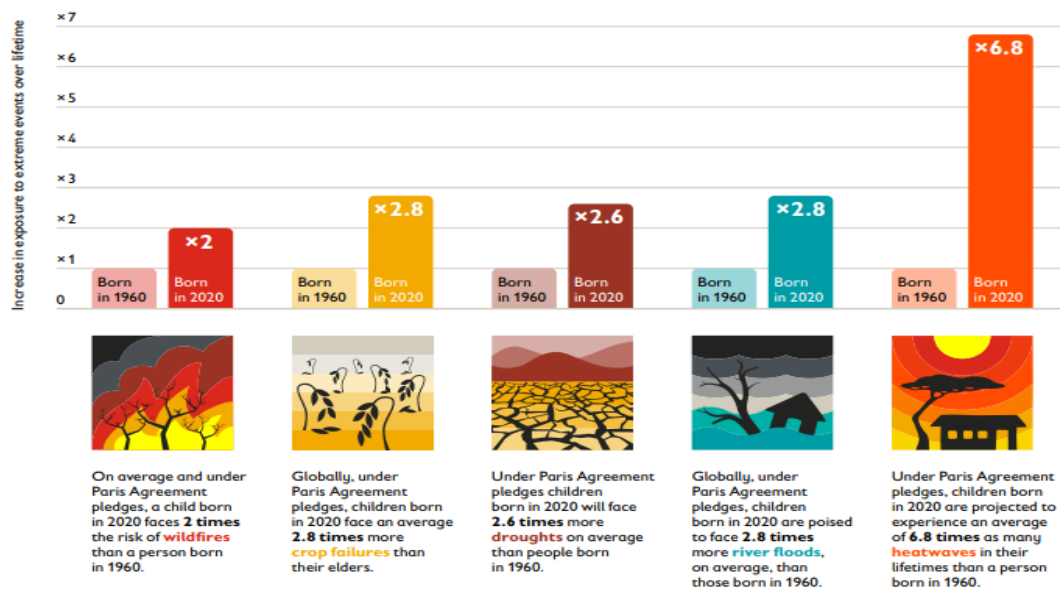 Increase in exposure to extreme events over lifetime
×7
×6
×5
×4
×3
×2
×1
0
Born
in 1960
×2
Born
in 2020
Born
in 1960
×2.8
Born
in 2020
Born
in 1960
×2.6
Born
in 2020
Born
in 1960
×2.8
Born
in 2020
Born
in 1960
×6.8
Born
in 2020
On average and under
Paris Agreement
pledges, a child born
in 2020 faces 2 times
the risk of wildfires
than a person born
in 1960.
Globally, under
Paris Agreement
pledges, children born
in 2020 face an average
2.8 times more
crop failures than
their elders.
Under Paris Agreement
pledges children
born in 2020 will face
2.6 times more
droughts on average
than people born
in 1960.
Globally, under
Paris Agreement
pledges, children
born in 2020 are poised
to face 2.8 times
more river floods,
on average, than
those born in 1960.
Under Paris Agreement
pledges, children born
in 2020 are projected to
experience an average
of 6.8 times as many
heatwaves in their
lifetimes than a person
born in 1960.